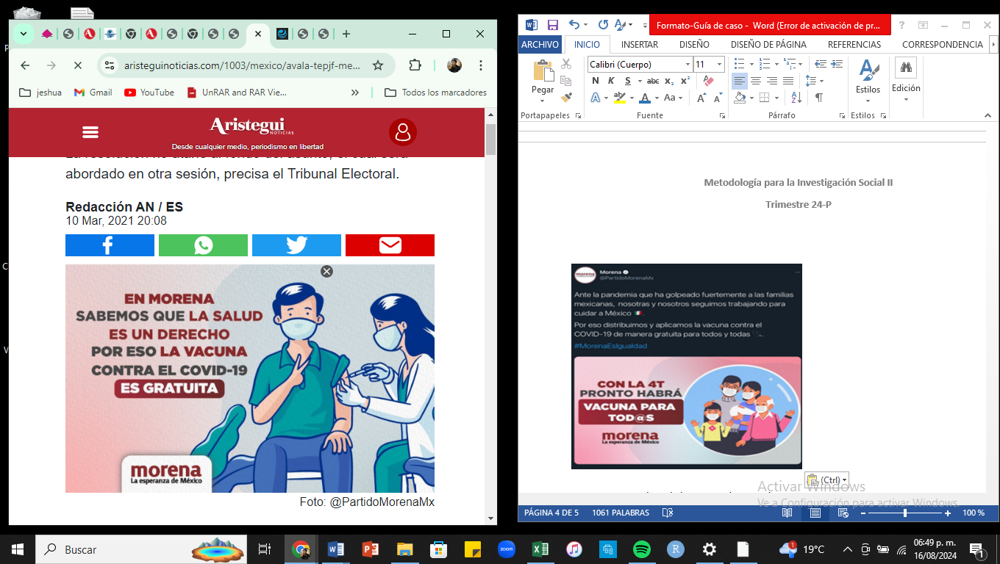 aristeguinoticias.com/1003/mexico/avala-tepjf-me...
jeshua
Gmail
YouTube
UnRAR and RAR Vie...
Todos los marcadores
Aristegui
NOTICIAS
Desde cualquier medio, periodismo en libertad
abordado en otra sesión, precisa el Tribunal Electoral.
Redacción AN / ES
10 Mar, 2021 20:08
EN MORENA
SABEMOS QUE LA SALUD
ES UN DERECHO
POR ESO LA VACUNA
CONTRA EL COVID-19
ES GRATUITA
morena
La esperanza de México
Foto: @PartidoMorenaMx
Formato-Guía de caso - Word (Error de activación de pr...
ARCHIVO
INICIO
INSERTAR
DISEÑO
DISEÑO DE PÁGINA
REFERENCIAS
CORRESPONDENCIA
Pegar
Calibri (Cuerpo)
11
N K S abc x₂ x²
Aa
Estilos
Edición
Portapapeles
Fuente
Párrafo
Estilos
Metodología para la Investigación Social II
Trimestre 24-P
Morena
@PartidoMorenaMx
Ante la pandemia que ha golpeado fuertemente a las familias
mexicanas, nosotras y nosotros seguimos trabajando para
cuidar a México 🇲🇽.
Por eso distribuimos y aplicamos la vacuna contra el
COVID-19 de manera gratuita para todos y todas
#MorenaEsIgualdad
CON LA 4T
PRONTO HABRÁ
VACUNA PARA
TOD@S
morena
La esperanza de México
(Ctrl)
Activar Windows
Ve a Configuración para activar Windows.
PÁGINA 4 DE 5
1061 PALABRAS
100 %
Buscar
zoom
19°C
06:49 p. m.
16/08/2024